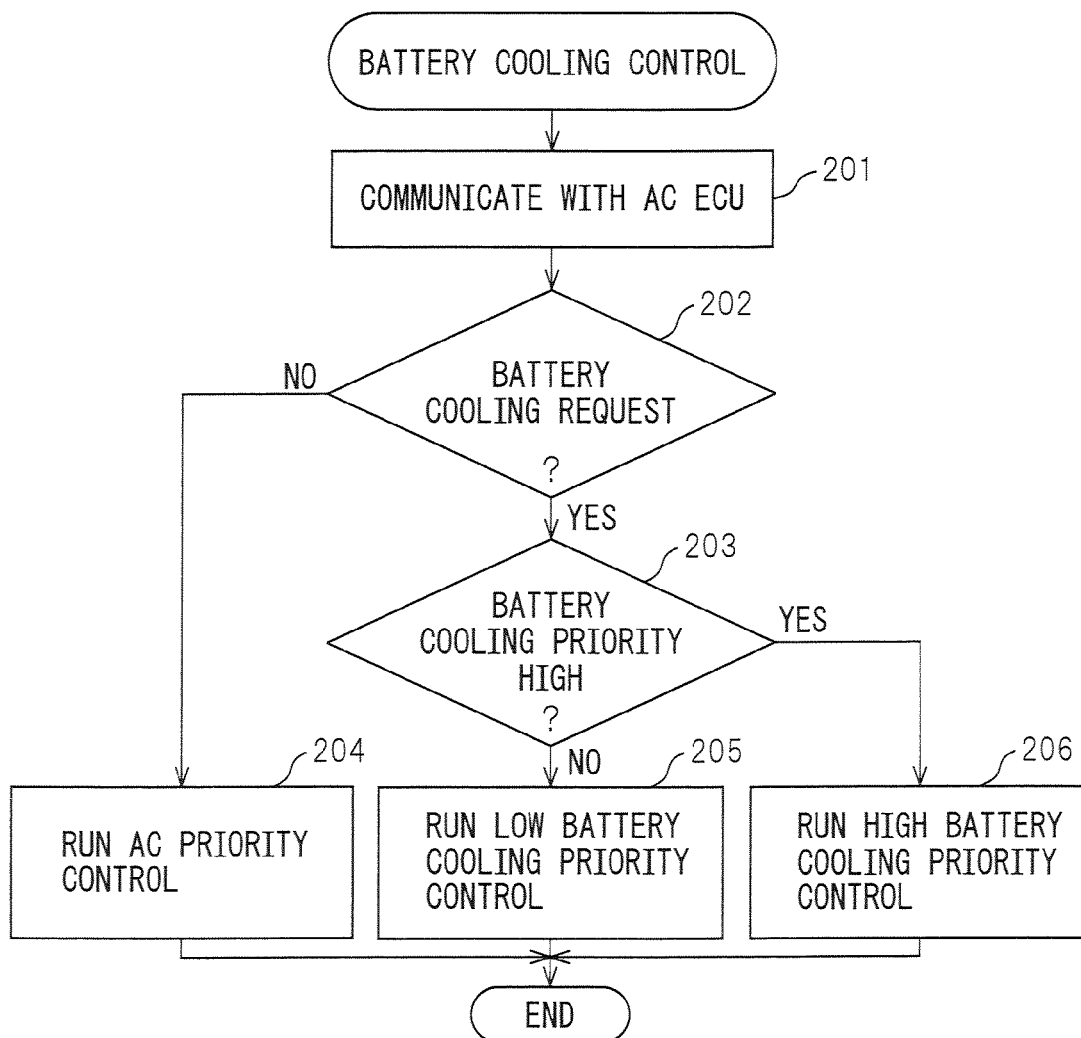 BATTERY COOLING CONTROL
201
COMMUNICATE WITH AC ECU
202
NO
BATTERY
COOLING REQUEST
?
YES
203
BATTERY
COOLING PRIORITY
HIGH
?
YES
NO
204
RUN AC PRIORITY
CONTROL
205
RUN LOW BATTERY
COOLING PRIORITY
CONTROL
206
RUN HIGH BATTERY
COOLING PRIORITY
CONTROL
END